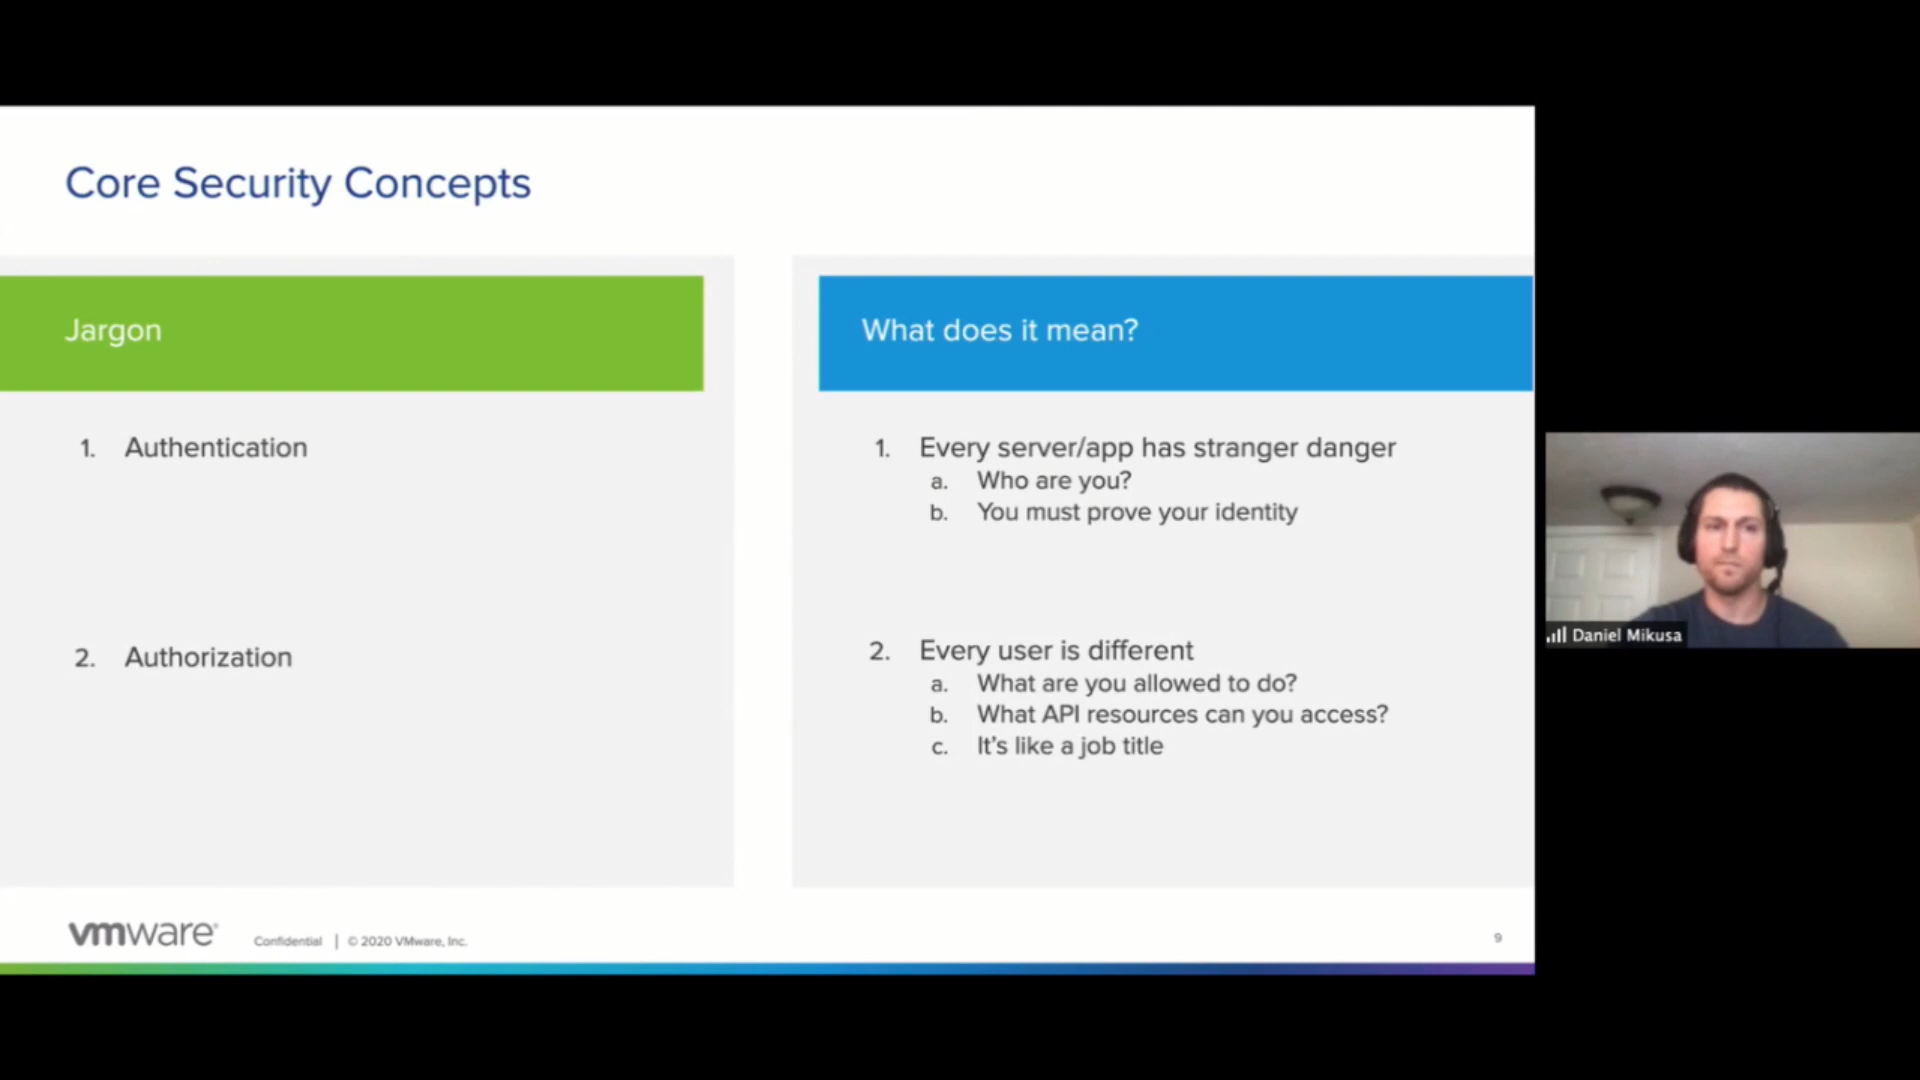 Core Security Concepts
Jargon
1. Authentication
2. Authorization
What does it mean?
1. Every server/app has stranger danger
a. Who are you?
b. You must prove your identity
2. Every user is different
a. What are you allowed to do?
b. What API resources can you access?
c. It's like a job title
vmware®
Confidential | © 2020 VMware, Inc.
9
Daniel Mikusa